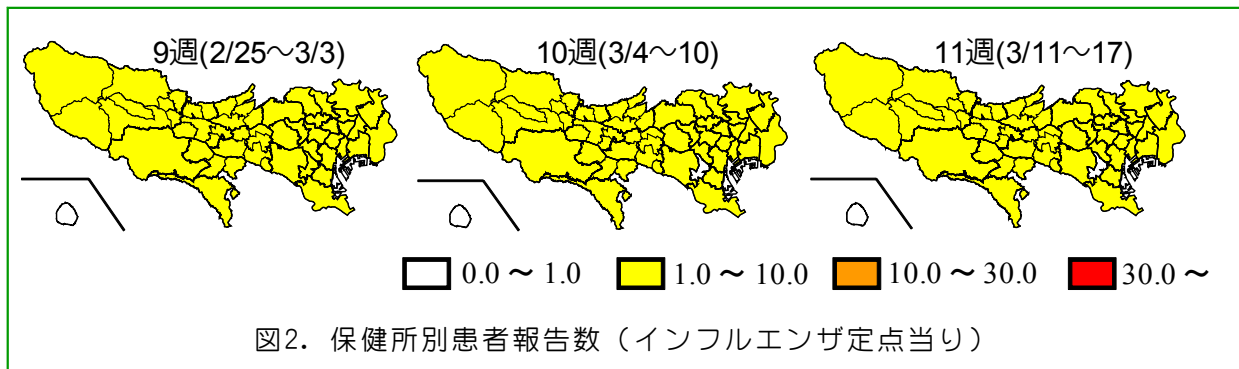 9週(2/25～3/3) 10週(3/4～10) 11週(3/11～17)
0.0 ～ 1.0 1.0 ～ 10.0 10.0 ～ 30.0 30.0 ～
図2. 保健所別患者報告数（インフルエンザ定点当り）